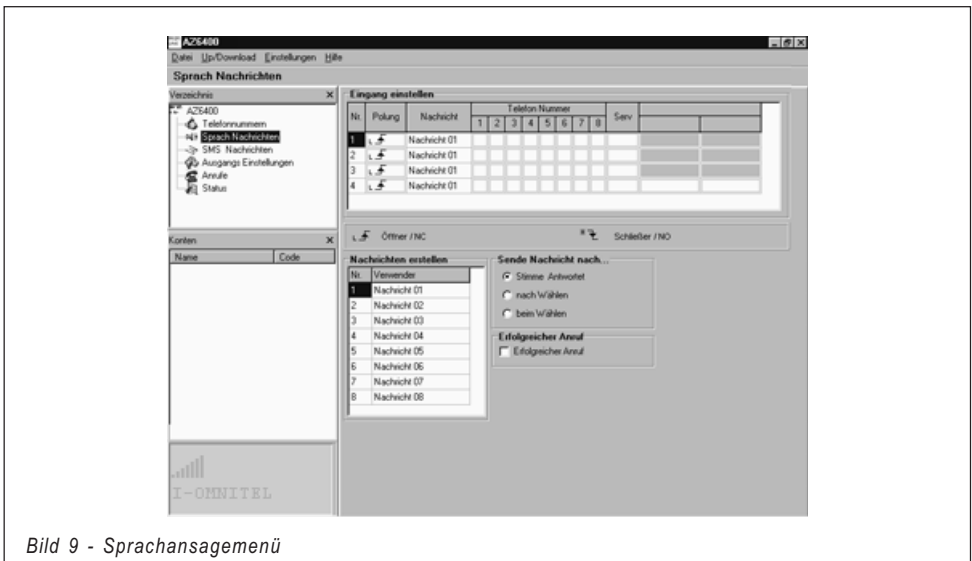 AZ6400
Datei Up/Download Einstellungen Hilfe
Sprach Nachrichten
Verzeichnis x
AZ6400
Telefonnummern
Sprach Nachrichten
SMS Nachrichten
Ausgangs Einstellungen
Anrufe
Status
Konten x
Name Code
I-OMNITEL
Eingang einstellen
Telefon Nummer
Nr. Polung Nachricht 1 2 3 4 5 6 7 8 Serv
1 Nachricht 01
2 Nachricht 01
3 Nachricht 01
4 Nachricht 01
Öffner / NC Schließer / NO
Nachrichten erstellen
Nr. Verwender
1 Nachricht 01
2 Nachricht 02
3 Nachricht 03
4 Nachricht 04
5 Nachricht 05
6 Nachricht 06
7 Nachricht 07
8 Nachricht 08
Sende Nachricht nach...
Stimme Antwortet
nach Wählen
beim Wählen
Erfolgreicher Anruf
Erfolgreicher Anruf
Bild 9 - Sprachansagemenü